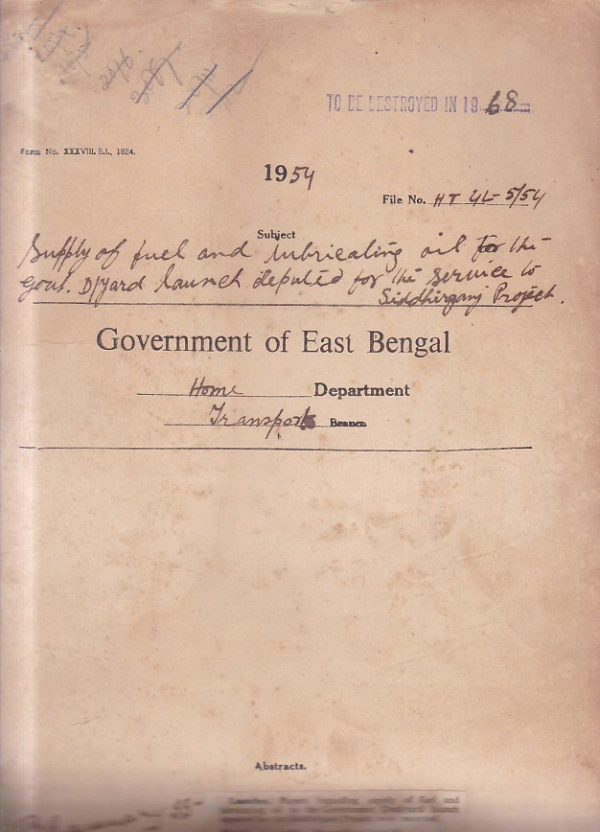 TO BE DESTROYED IN 1968
Form No. XXXVIII. B.I., 1924.
1954
File No. HT 4L-5/54
Subject
Supply of fuel and lubricating oil for the
Govt. D/yard launch deputed for the service to
Siddhirganj Project.
Government of East Bengal
Home Department
Transport Branch
Abstracts.